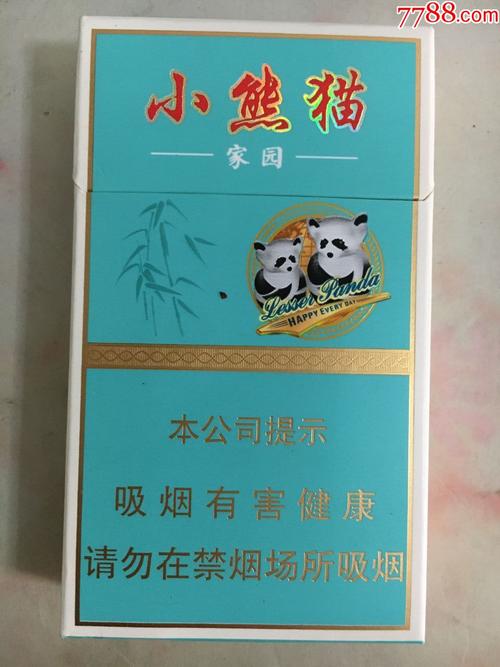 7788.com
小熊猫
家园
Lesser Panda
HAPPY EVERY DAY
本公司提示
吸烟有害健康
请勿在禁烟场所吸烟